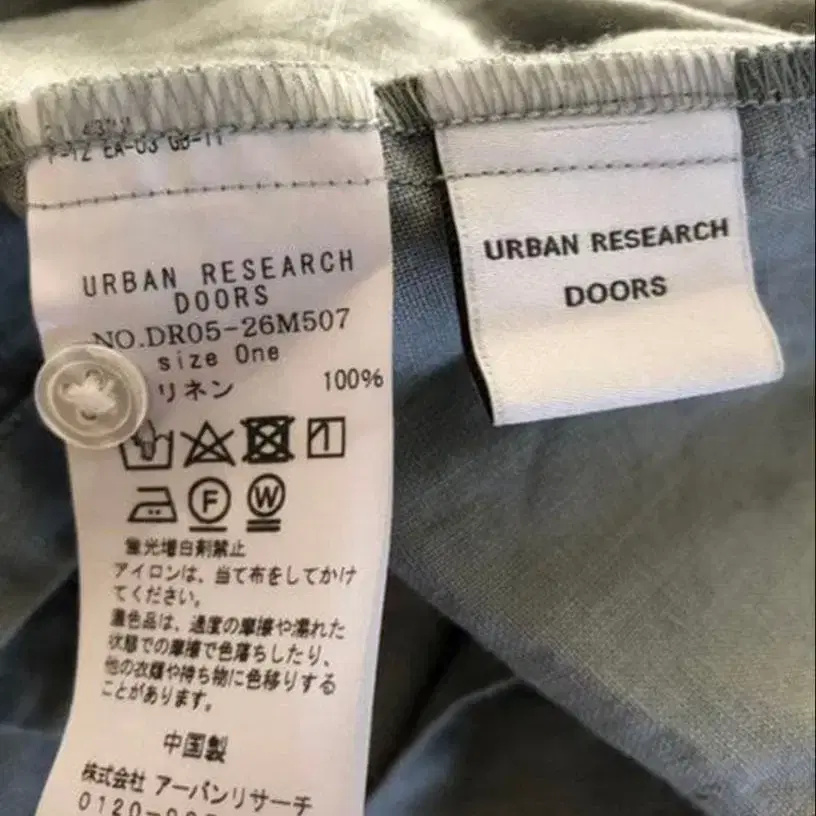 URBAN RESEARCH
DOORS
NO.DR05-26M507
size One
リネン 100%
F
W
蛍光増白剤禁止
アイロンは、当て布をしてかけ
てください。
濃色品は、過度の摩擦や濡れた
状態での摩擦で色落ちしたり、
他の衣類や持ち物に色移りする
ことがあります。
中国製
株式会社 アーバンリサーチ
0120-
URBAN RESEARCH
DOORS